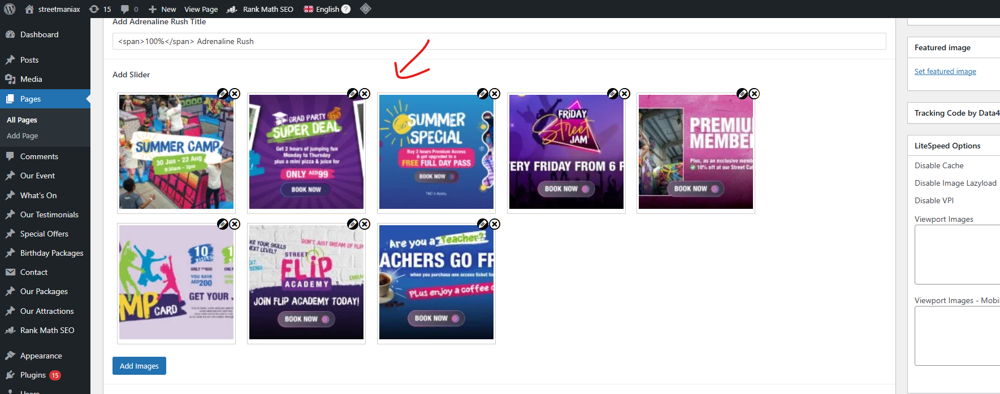 streetmaniax 15 0 New View Page Rank Math SEO English ?
Dashboard
Posts
Media
Pages
All Pages
Add Page
Comments
Our Event
What's On
Our Testimonials
Special Offers
Birthday Packages
Contact
Our Packages
Our Attractions
Rank Math SEO
Appearance
Plugins 15
Users
Add Adrenaline Rush Title
<span>100%</span> Adrenaline Rush
Add Slider
SUMMER CAMP
30 Jun - 22 Aug
8:30am – 2pm
GRAD PARTY
SUPER DEAL
Get 2 hours of jumping fun
Monday to Thursday
plus a mini pizza & juice for
ONLY AED99
BOOK NOW
SUMMER
SPECIAL
Buy 2 hours Premium Access
& get upgraded to a
FREE FULL DAY PASS
BOOK NOW
T&C's Apply.
FRiDAY
Street
JAM
ERY FRIDAY FROM 6 P
BOOK NOW
PREMIU
MEMBE
Plus, as an exclusive memb
10% off at our Street Caf
BOOK NOW
10
VISITS
1
YOU SAVE
AED200
GET YOUR J
MP
CARD
KE YOUR SKILLS
NEXT LEVEL?
DON'T JUST DREAM OF FLIP
STREET
FLiP
ACADEMY
JOIN FLIP ACADEMY TODAY!
BOOK NOW
Are you a Teacher?
ACHERS GO FR
when you purchase one access ticket for
PLUS enjoy a coffee o
BOOK NOW
Add Images
Featured image
Set featured image
Tracking Code by Data4
LiteSpeed Options
Disable Cache
Disable Image Lazyload
Disable VPI
Viewport Images
Viewport Images - Mobil